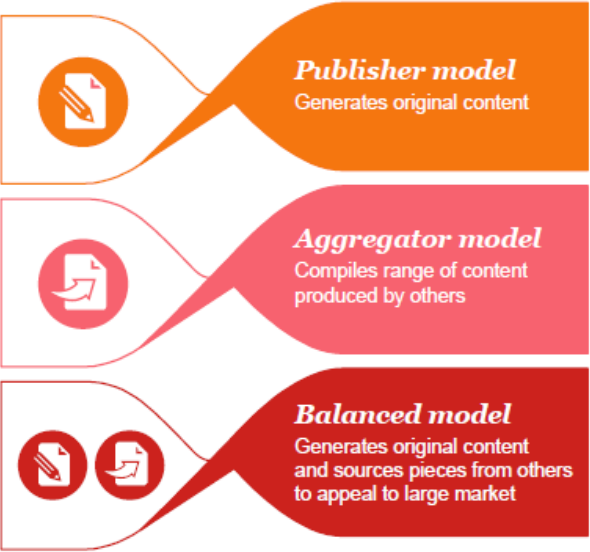 Publisher model
Generates original content
Aggregator model
Compiles range of content
produced by others
Balanced model
Generates original content
and sources pieces from others
to appeal to large market